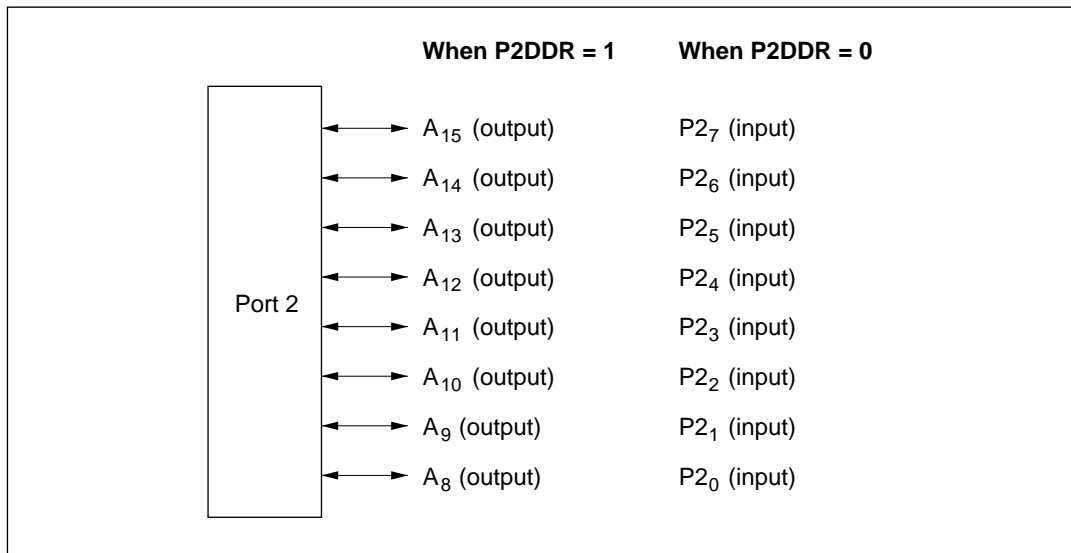 When P2DDR = 1 When P2DDR = 0
A15 (output) P27 (input)
A14 (output) P26 (input)
A13 (output) P25 (input)
A12 (output) P24 (input)
Port 2
A11 (output) P23 (input)
A10 (output) P22 (input)
A9 (output) P21 (input)
A8 (output) P20 (input)